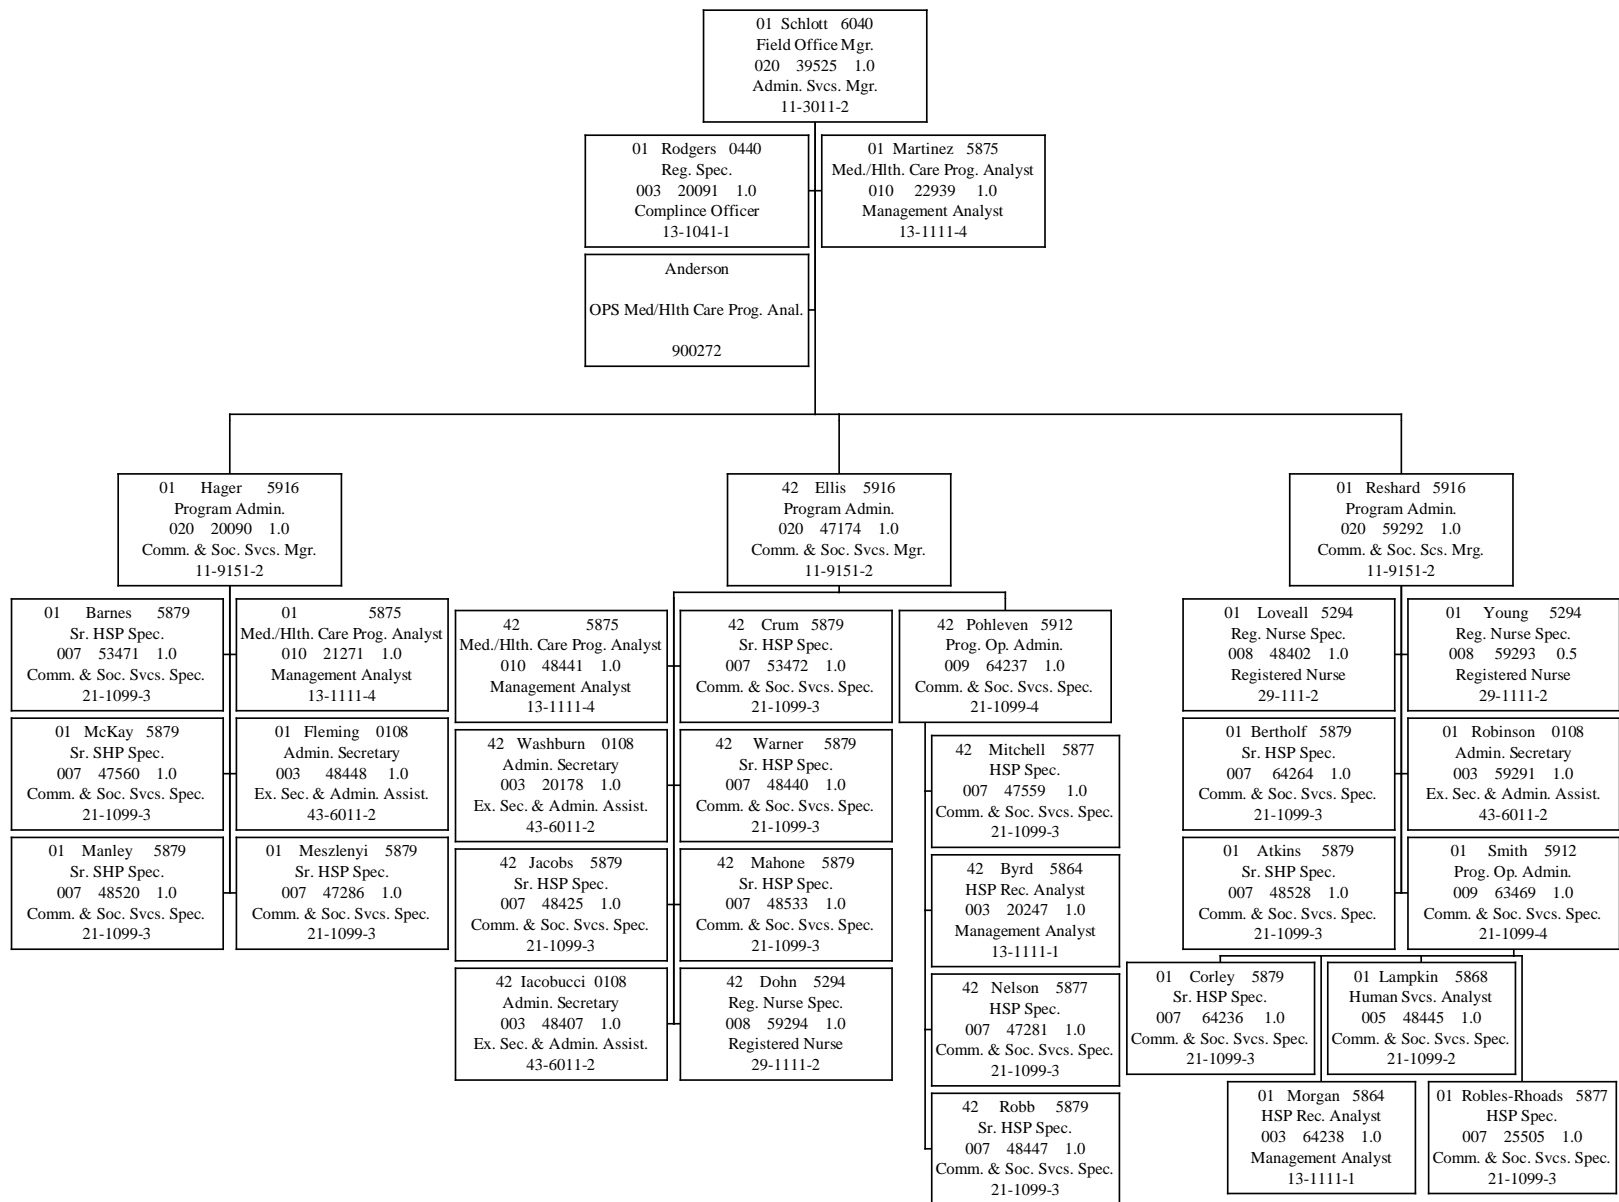 01 Schlott 6040
Field Office Mgr.
020 39525 1.0
Admin. Svcs. Mgr.
11-3011-2
01 Rodgers 0440
Reg. Spec.
003 20091 1.0
Complince Officer
13-1041-1
01 Martinez 5875
Med./Hlth. Care Prog. Analyst
010 22939 1.0
Management Analyst
13-1111-4
Anderson
OPS Med/Hlth Care Prog. Anal.
900272
01 Hager 5916
Program Admin.
020 20090 1.0
Comm. & Soc. Svcs. Mgr.
11-9151-2
42 Ellis 5916
Program Admin.
020 47174 1.0
Comm. & Soc. Svcs. Mgr.
11-9151-2
01 Reshard 5916
Program Admin.
020 59292 1.0
Comm. & Soc. Scs. Mrg.
11-9151-2
01 Barnes 5879
Sr. HSP Spec.
007 53471 1.0
Comm. & Soc. Svcs. Spec.
21-1099-3
01 5875
Med./Hlth. Care Prog. Analyst
010 21271 1.0
Management Analyst
13-1111-4
01 McKay 5879
Sr. SHP Spec.
007 47560 1.0
Comm. & Soc. Svcs. Spec.
21-1099-3
01 Fleming 0108
Admin. Secretary
003 48448 1.0
Ex. Sec. & Admin. Assist.
43-6011-2
01 Manley 5879
Sr. SHP Spec.
007 48520 1.0
Comm. & Soc. Svcs. Spec.
21-1099-3
01 Meszlenyi 5879
Sr. HSP Spec.
007 47286 1.0
Comm. & Soc. Svcs. Spec.
21-1099-3
42 5875
Med./Hlth. Care Prog. Analyst
010 48441 1.0
Management Analyst
13-1111-4
42 Crum 5879
Sr. HSP Spec.
007 53472 1.0
Comm. & Soc. Svcs. Spec.
21-1099-3
42 Pohleven 5912
Prog. Op. Admin.
009 64237 1.0
Comm. & Soc. Svcs. Spec.
21-1099-4
42 Washburn 0108
Admin. Secretary
003 20178 1.0
Ex. Sec. & Admin. Assist.
43-6011-2
42 Warner 5879
Sr. HSP Spec.
007 48440 1.0
Comm. & Soc. Svcs. Spec.
21-1099-3
42 Jacobs 5879
Sr. HSP Spec.
007 48425 1.0
Comm. & Soc. Svcs. Spec.
21-1099-3
42 Mahone 5879
Sr. HSP Spec.
007 48533 1.0
Comm. & Soc. Svcs. Spec.
21-1099-3
42 Iacobucci 0108
Admin. Secretary
003 48407 1.0
Ex. Sec. & Admin. Assist.
43-6011-2
42 Dohn 5294
Reg. Nurse Spec.
008 59294 1.0
Registered Nurse
29-1111-2
42 Mitchell 5877
HSP Spec.
007 47559 1.0
Comm. & Soc. Svcs. Spec.
21-1099-3
42 Byrd 5864
HSP Rec. Analyst
003 20247 1.0
Management Analyst
13-1111-1
42 Nelson 5877
HSP Spec.
007 47281 1.0
Comm. & Soc. Svcs. Spec.
21-1099-3
42 Robb 5879
Sr. HSP Spec.
007 48447 1.0
Comm. & Soc. Svcs. Spec.
21-1099-3
01 Loveall 5294
Reg. Nurse Spec.
008 48402 1.0
Registered Nurse
29-111-2
01 Young 5294
Reg. Nurse Spec.
008 59293 0.5
Registered Nurse
29-1111-2
01 Bertholf 5879
Sr. HSP Spec.
007 64264 1.0
Comm. & Soc. Svcs. Spec.
21-1099-3
01 Robinson 0108
Admin. Secretary
003 59291 1.0
Ex. Sec. & Admin. Assist.
43-6011-2
01 Atkins 5879
Sr. SHP Spec.
007 48528 1.0
Comm. & Soc. Svcs. Spec.
21-1099-3
01 Smith 5912
Prog. Op. Admin.
009 63469 1.0
Comm. & Soc. Svcs. Spec.
21-1099-4
01 Corley 5879
Sr. HSP Spec.
007 64236 1.0
Comm. & Soc. Svcs. Spec.
21-1099-3
01 Lampkin 5868
Human Svcs. Analyst
005 48445 1.0
Comm. & Soc. Svcs. Spec.
21-1099-2
01 Morgan 5864
HSP Rec. Analyst
003 64238 1.0
Management Analyst
13-1111-1
01 Robles-Rhoads 5877
HSP Spec.
007 25505 1.0
Comm. & Soc. Svcs. Spec.
21-1099-3